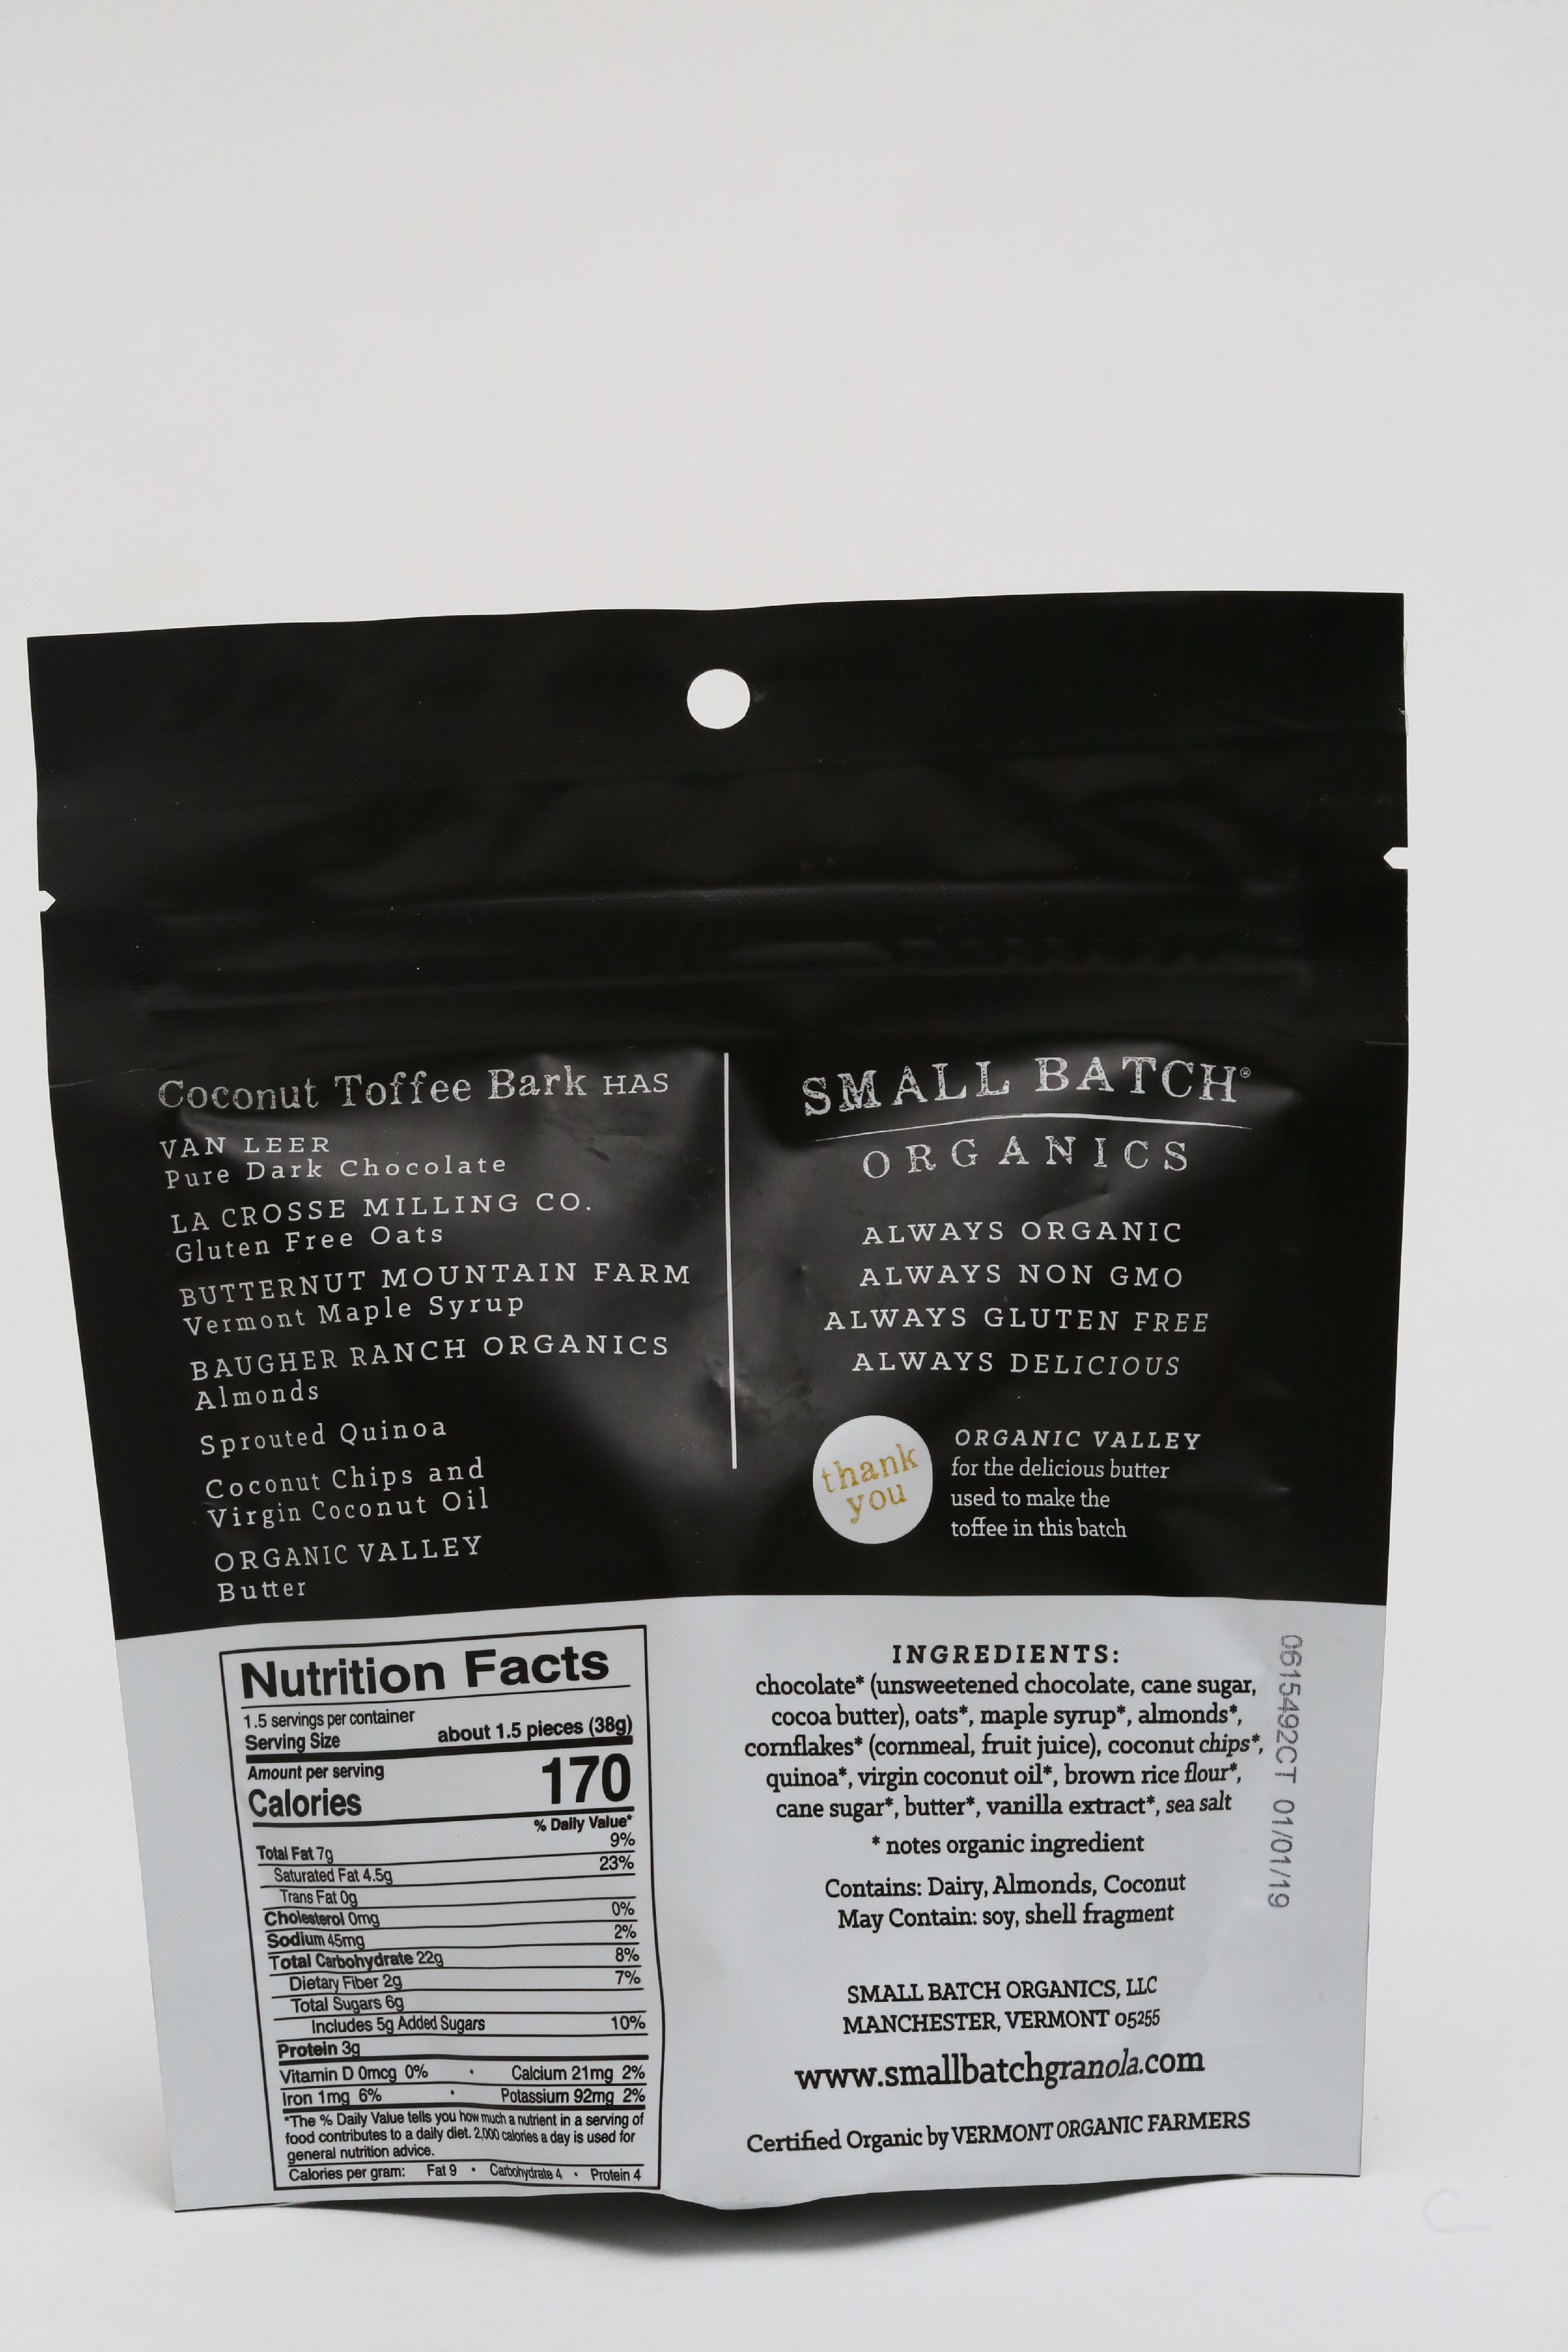 Coconut Toffee Bark HAS
VAN LEER
Pure Dark Chocolate
LA CROSSE MILLING CO.
Gluten Free Oats
BUTTERNUT MOUNTAIN FARM
Vermont Maple Syrup
BAUGHER RANCH ORGANICS
Almonds
Sprouted Quinoa
Coconut Chips and
Virgin Coconut Oil
ORGANIC VALLEY
Butter
SMALL BATCH®
ORGANICS
ALWAYS ORGANIC
ALWAYS NON GMO
ALWAYS GLUTEN FREE
ALWAYS DELICIOUS
thank
you
ORGANIC VALLEY
for the delicious butter
used to make the
toffee in this batch
Nutrition Facts
1.5 servings per container
Serving Size about 1.5 pieces (38g)
Amount per serving
Calories 170
% Daily Value*
Total Fat 7g 9%
Saturated Fat 4.5g 23%
Trans Fat 0g
Cholesterol 0mg 0%
Sodium 45mg 2%
Total Carbohydrate 22g 8%
Dietary Fiber 2g 7%
Total Sugars 6g
Includes 5g Added Sugars 10%
Protein 3g
Vitamin D 0mcg 0% • Calcium 21mg 2%
Iron 1mg 6% • Potassium 92mg 2%
*The % Daily Value tells you how much a nutrient in a serving of
food contributes to a daily diet. 2,000 calories a day is used for
general nutrition advice.
Calories per gram: Fat 9 • Carbohydrate 4 • Protein 4
INGREDIENTS:
chocolate* (unsweetened chocolate, cane sugar,
cocoa butter), oats*, maple syrup*, almonds*,
cornflakes* (cornmeal, fruit juice), coconut chips*,
quinoa*, virgin coconut oil*, brown rice flour*,
cane sugar*, butter*, vanilla extract*, sea salt
* notes organic ingredient
Contains: Dairy, Almonds, Coconut
May Contain: soy, shell fragment
SMALL BATCH ORGANICS, LLC
MANCHESTER, VERMONT 05255
www.smallbatchgranola.com
Certified Organic by VERMONT ORGANIC FARMERS
0615492CT 01/01/19